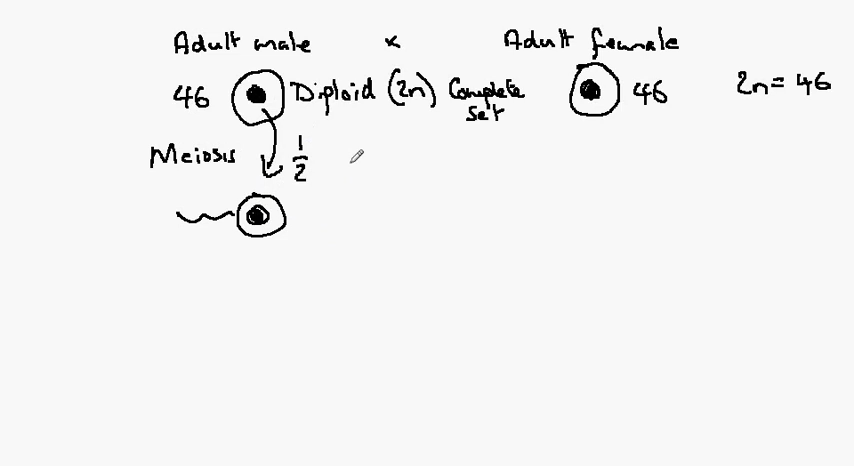 Adult male x Adult female
46 Diploid (2n) Complete 46 2n = 46
Set
Meiosis 1/2